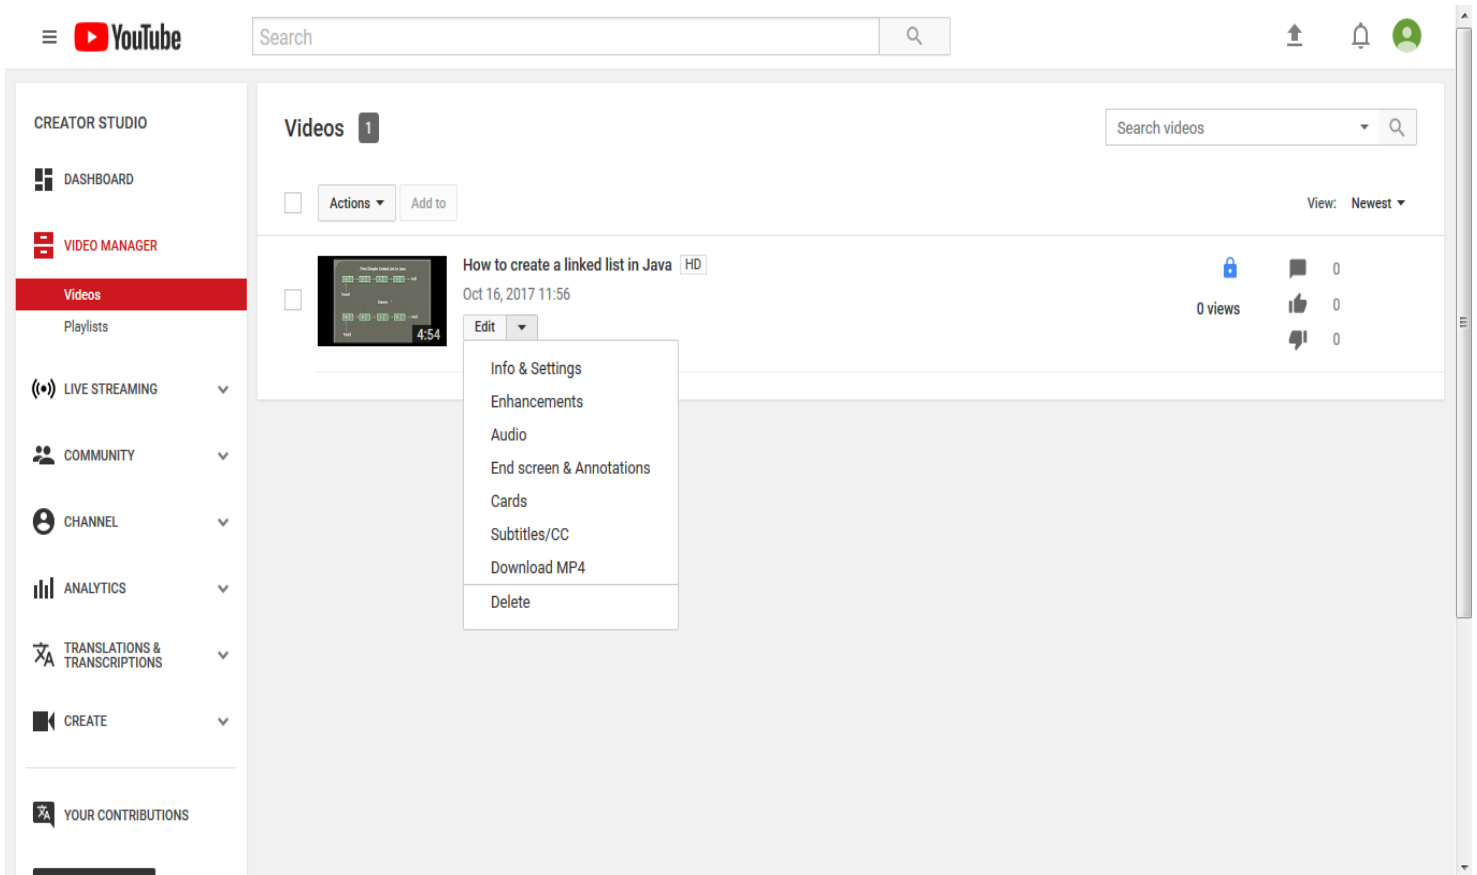 YouTube
Search
CREATOR STUDIO
DASHBOARD
VIDEO MANAGER
Videos
Playlists
LIVE STREAMING
COMMUNITY
CHANNEL
ANALYTICS
TRANSLATIONS &
TRANSCRIPTIONS
CREATE
YOUR CONTRIBUTIONS
Videos 1
Search videos
Actions Add to
View: Newest
How to create a linked list in Java HD
Oct 16, 2017 11:56
4:54
Edit
0 views
0
0
0
Info & Settings
Enhancements
Audio
End screen & Annotations
Cards
Subtitles/CC
Download MP4
Delete